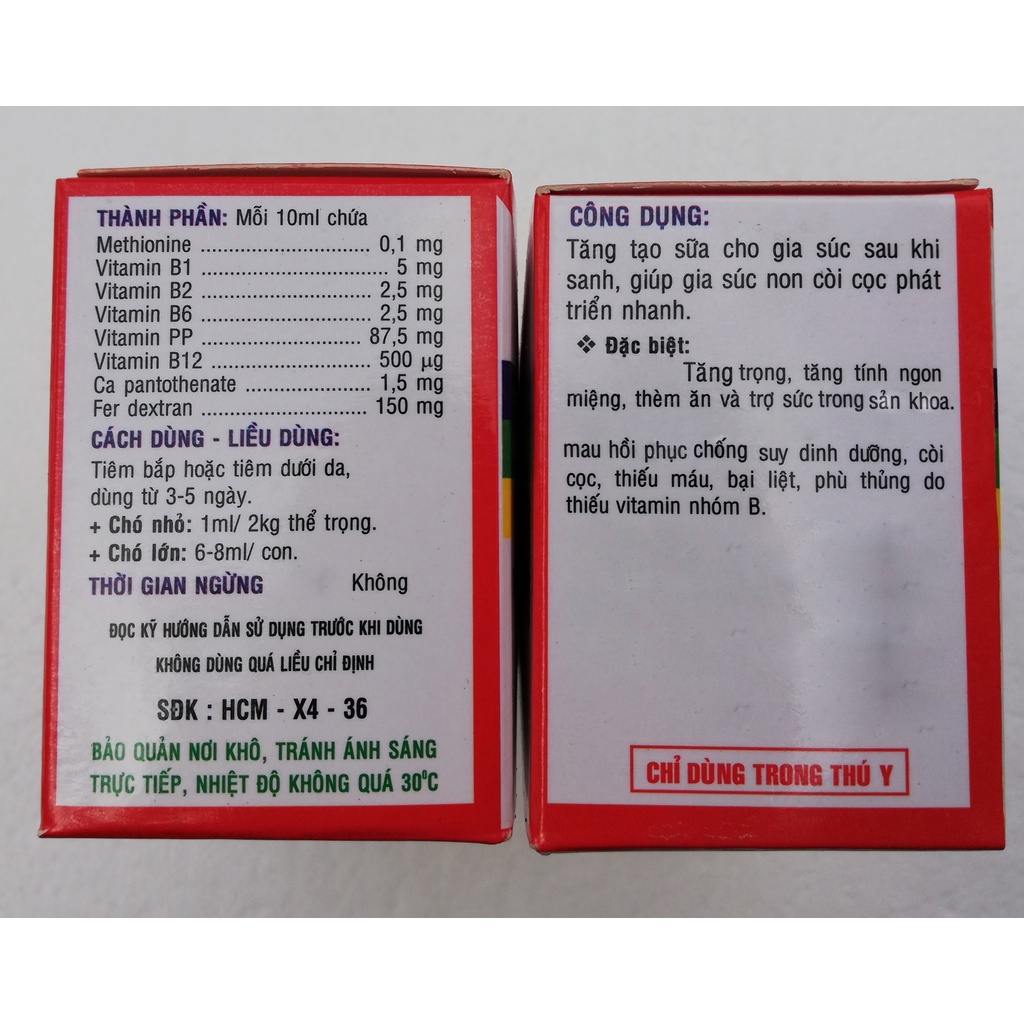 THÀNH PHẦN: Mỗi 10ml chứa
Methionine .............................. 0,1 mg
Vitamin B1 ................................. 5 mg
Vitamin B2 .............................. 2,5 mg
Vitamin B6 .............................. 2,5 mg
Vitamin PP ............................ 87,5 mg
Vitamin B12 ............................ 500 µg
Ca pantothenate ...................... 1,5 mg
Fer dextran ............................. 150 mg
CÁCH DÙNG - LIỀU DÙNG:
Tiêm bắp hoặc tiêm dưới da,
dùng từ 3-5 ngày.
+ Chó nhỏ: 1ml/ 2kg thể trọng.
+ Chó lớn: 6-8ml/ con.
THỜI GIAN NGỪNG Không
ĐỌC KỸ HƯỚNG DẪN SỬ DỤNG TRƯỚC KHI DÙNG
KHÔNG DÙNG QUÁ LIỀU CHỈ ĐỊNH
SĐK : HCM - X4 - 36
BẢO QUẢN NƠI KHÔ, TRÁNH ÁNH SÁNG
TRỰC TIẾP, NHIỆT ĐỘ KHÔNG QUÁ 30⁰C
CÔNG DỤNG:
Tăng tạo sữa cho gia súc sau khi
sanh, giúp gia súc non còi cọc phát
triển nhanh.
❖ Đặc biệt:
Tăng trọng, tăng tính ngon
miệng, thèm ăn và trợ sức trong sản khoa.
mau hồi phục chống suy dinh dưỡng, còi
cọc, thiếu máu, bại liệt, phù thủng do
thiếu vitamin nhóm B.
CHỈ DÙNG TRONG THÚ Y